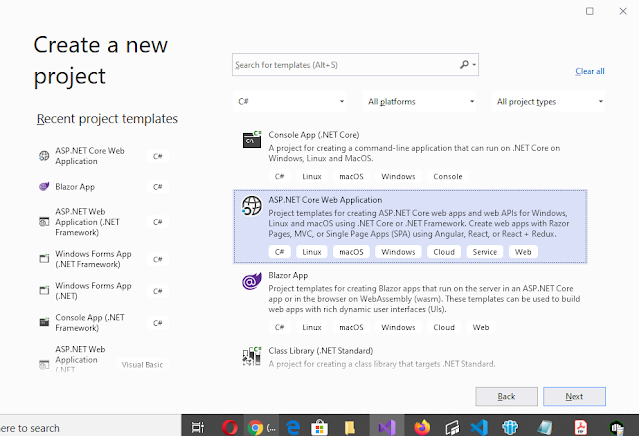 Create a new
project
Recent project templates
ASP.NET Core Web
Application
C#
Blazor App
C#
ASP.NET Web
Application (.NET
Framework)
C#
Windows Forms App
(.NET Framework)
C#
Windows Forms App
(.NET)
C#
Console App (.NET
Framework)
C#
ASP.NET Web
Application
(.NET
Visual Basic
Search for templates (Alt+S)
Clear all
C#
All platforms
All project types
Console App (.NET Core)
A project for creating a command-line application that can run on .NET Core on
Windows, Linux and MacOS.
C# Linux macOS Windows Console
ASP.NET Core Web Application
Project templates for creating ASP.NET Core web apps and web APIs for Windows,
Linux and macOS using .NET Core or .NET Framework. Create web apps with Razor
Pages, MVC, or Single Page Apps (SPA) using Angular, React, or React + Redux.
C# Linux macOS Windows Cloud Service Web
Blazor App
Project templates for creating Blazor apps that run on the server in an ASP.NET Core
app or in the browser on WebAssembly (wasm). These templates can be used to build
web apps with rich dynamic user interfaces (UIs).
C# Linux macOS Windows Cloud Web
Class Library (.NET Standard)
A project for creating a class library that targets .NET Standard.
Back
Next
ere to search
(...